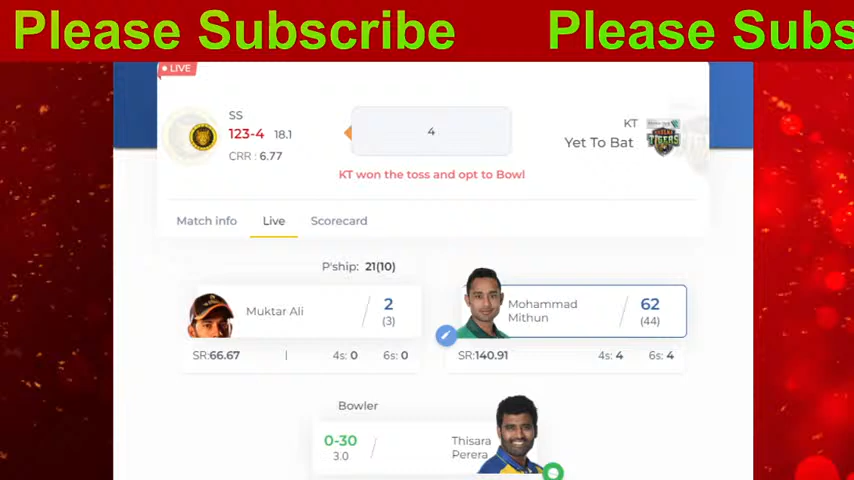 Please Subscribe Please Subs
LIVE
SS
123-4 18.1
CRR : 6.77
4
KT
Yet To Bat
TIGERS
KT won the toss and opt to Bowl
Match info Live Scorecard
P'ship: 21(10)
Muktar Ali 2
(3)
Mohammad
Mithun
62
(44)
SR:66.67 | 4s: 0 6s: 0
SR:140.91 4s: 4 6s: 4
Bowler
0-30
3.0
Thisara
Perera